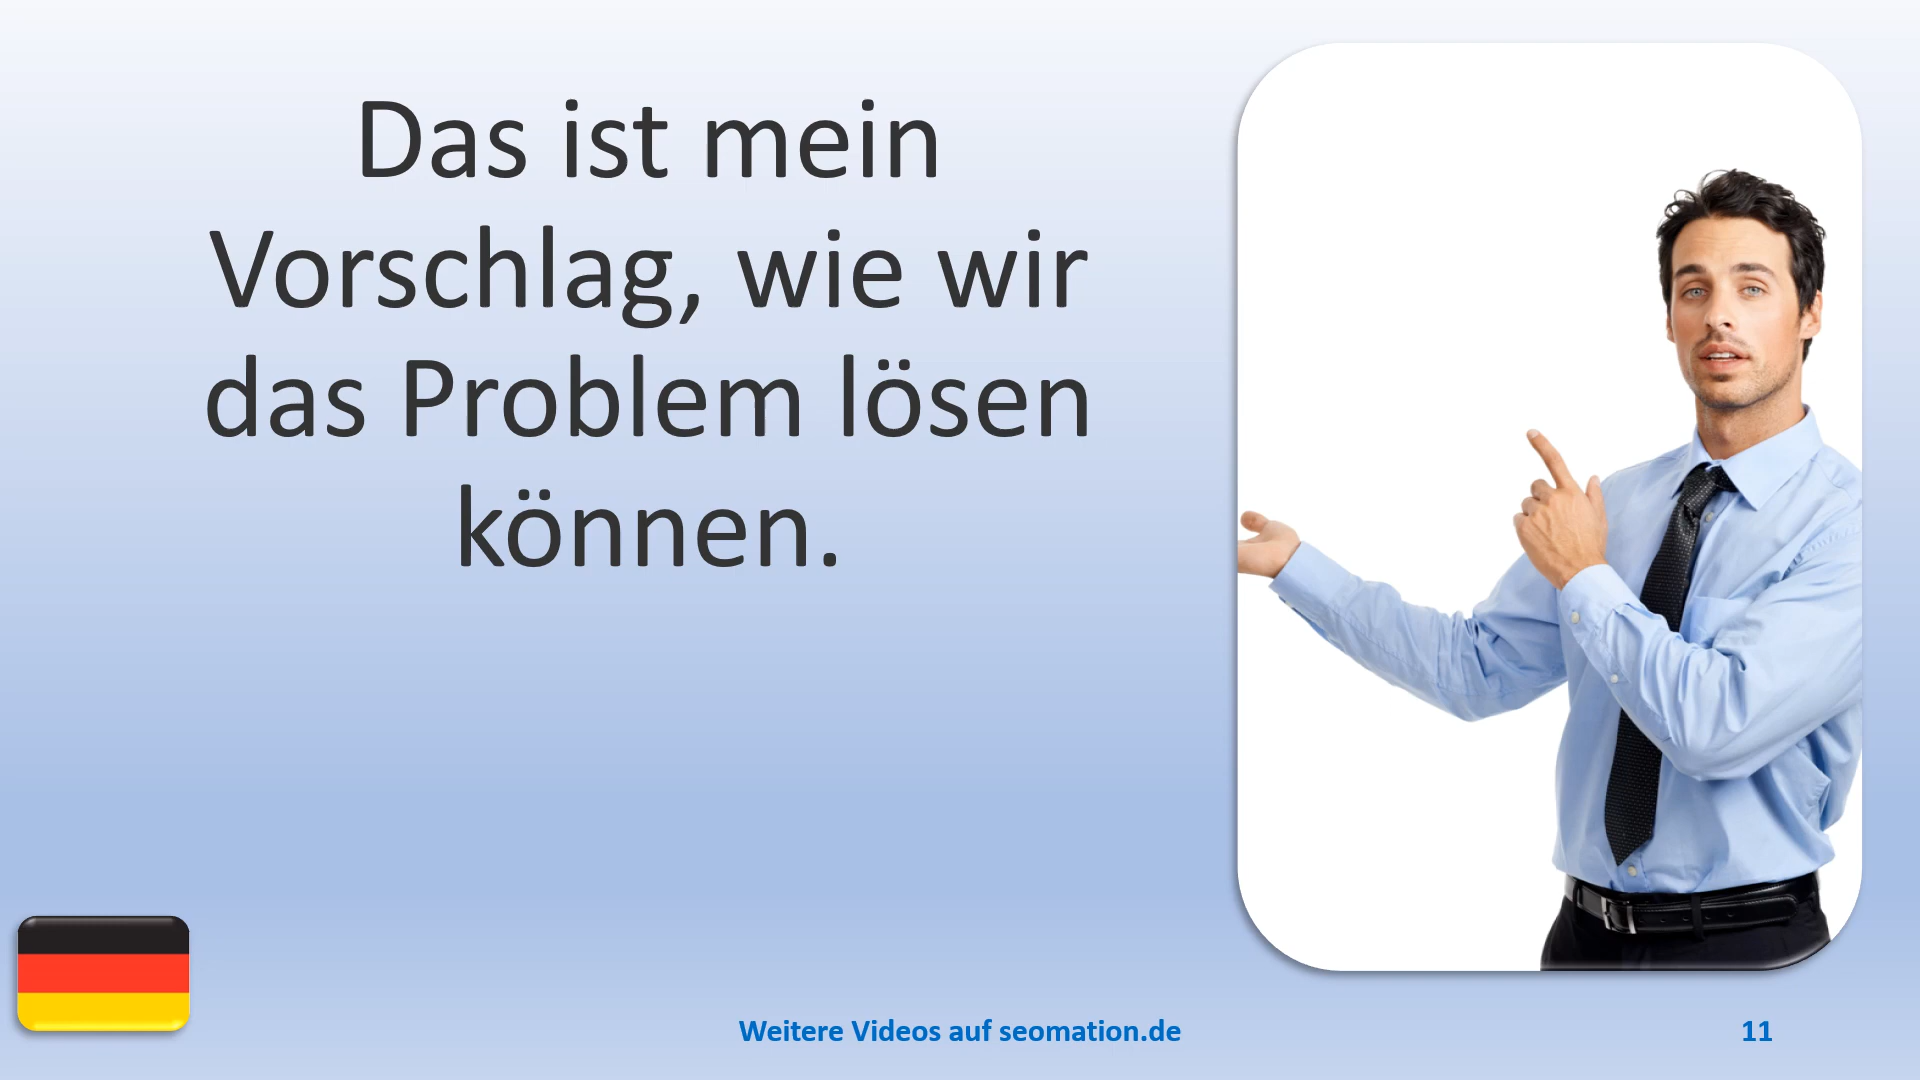 Das ist mein
Vorschlag, wie wir
das Problem lösen
können.
Weitere Videos auf seomation.de
11